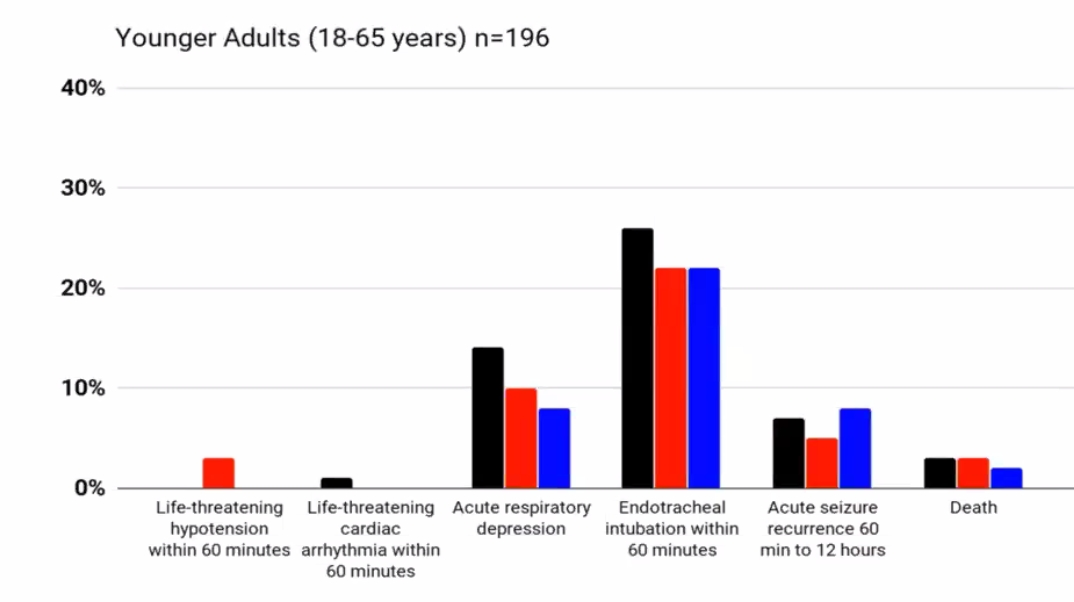 Younger Adults (18-65 years) n=196
40%
30%
20%
10%
0%
Life-threatening
hypotension
within 60 minutes
Life-threatening
cardiac
arrhythmia within
60 minutes
Acute respiratory
depression
Endotracheal
intubation within
60 minutes
Acute seizure
recurrence 60
min to 12 hours
Death